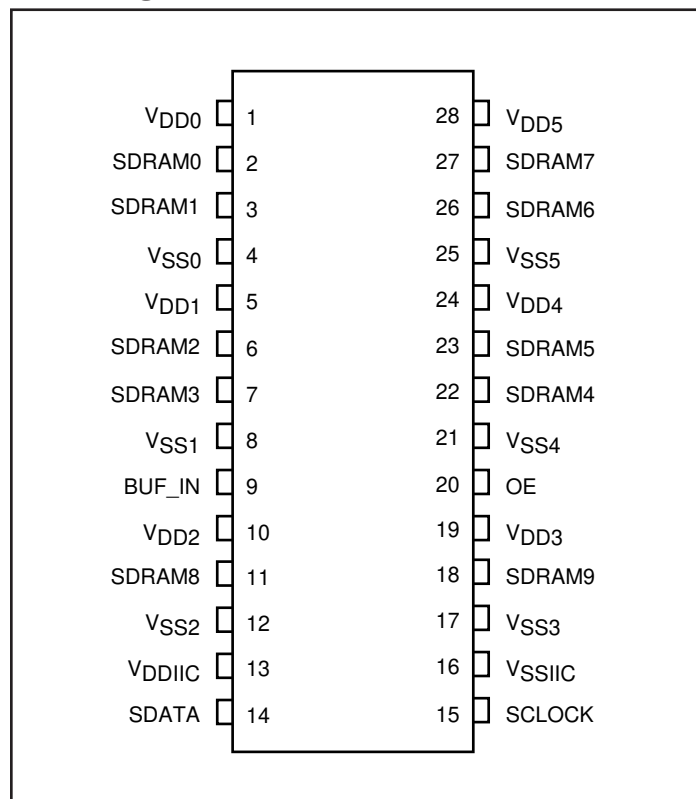 VDD0 1 28 VDD5
SDRAM0 2 27 SDRAM7
SDRAM1 3 26 SDRAM6
VSS0 4 25 VSS5
VDD1 5 24 VDD4
SDRAM2 6 23 SDRAM5
SDRAM3 7 22 SDRAM4
VSS1 8 21 VSS4
BUF_IN 9 20 OE
VDD2 10 19 VDD3
SDRAM8 11 18 SDRAM9
VSS2 12 17 VSS3
VDDIIC 13 16 VSSIIC
SDATA 14 15 SCLOCK